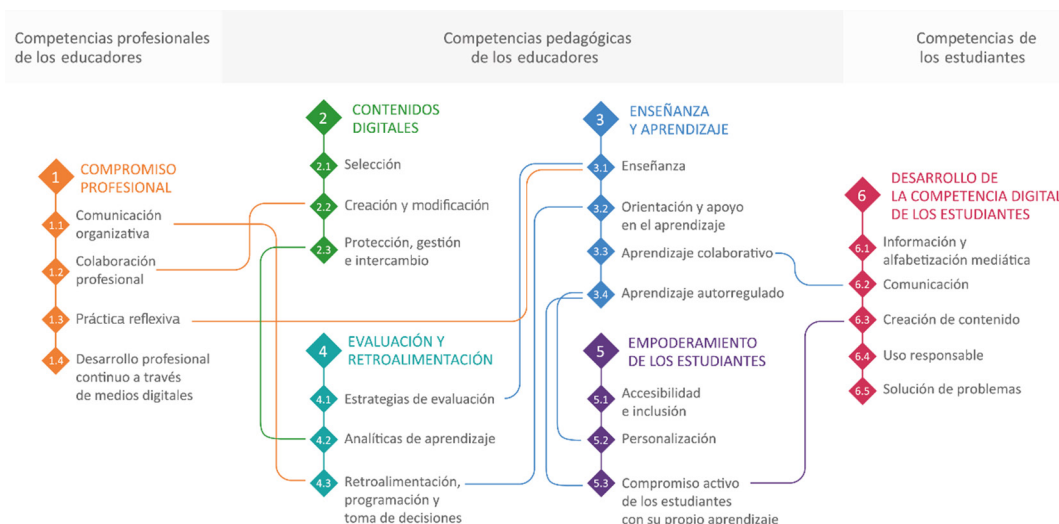 Competencias profesionales
de los educadores
Competencias pedagógicas
de los educadores
Competencias de
los estudiantes
1
COMPROMISO
PROFESIONAL
1.1
Comunicación
organizativa
1.2
Colaboración
profesional
1.3
Práctica reflexiva
1.4
Desarrollo profesional
continuo a través
de medios digitales
2
CONTENIDOS
DIGITALES
2.1
Selección
2.2
Creación y modificación
2.3
Protección, gestión
e intercambio
3
ENSEÑANZA
Y APRENDIZAJE
3.1
Enseñanza
3.2
Orientación y apoyo
en el aprendizaje
3.3
Aprendizaje colaborativo
3.4
Aprendizaje autorregulado
4
EVALUACIÓN Y
RETROALIMENTACIÓN
4.1
Estrategias de evaluación
4.2
Analíticas de aprendizaje
4.3
Retroalimentación,
programación y
toma de decisiones
5
EMPODERAMIENTO
DE LOS ESTUDIANTES
5.1
Accesibilidad
e inclusión
5.2
Personalización
5.3
Compromiso activo
de los estudiantes
con su propio aprendizaje
6
DESARROLLO DE
LA COMPETENCIA DIGITAL
DE LOS ESTUDIANTES
6.1
Información y
alfabetización mediática
6.2
Comunicación
6.3
Creación de contenido
6.4
Uso responsable
6.5
Solución de problemas